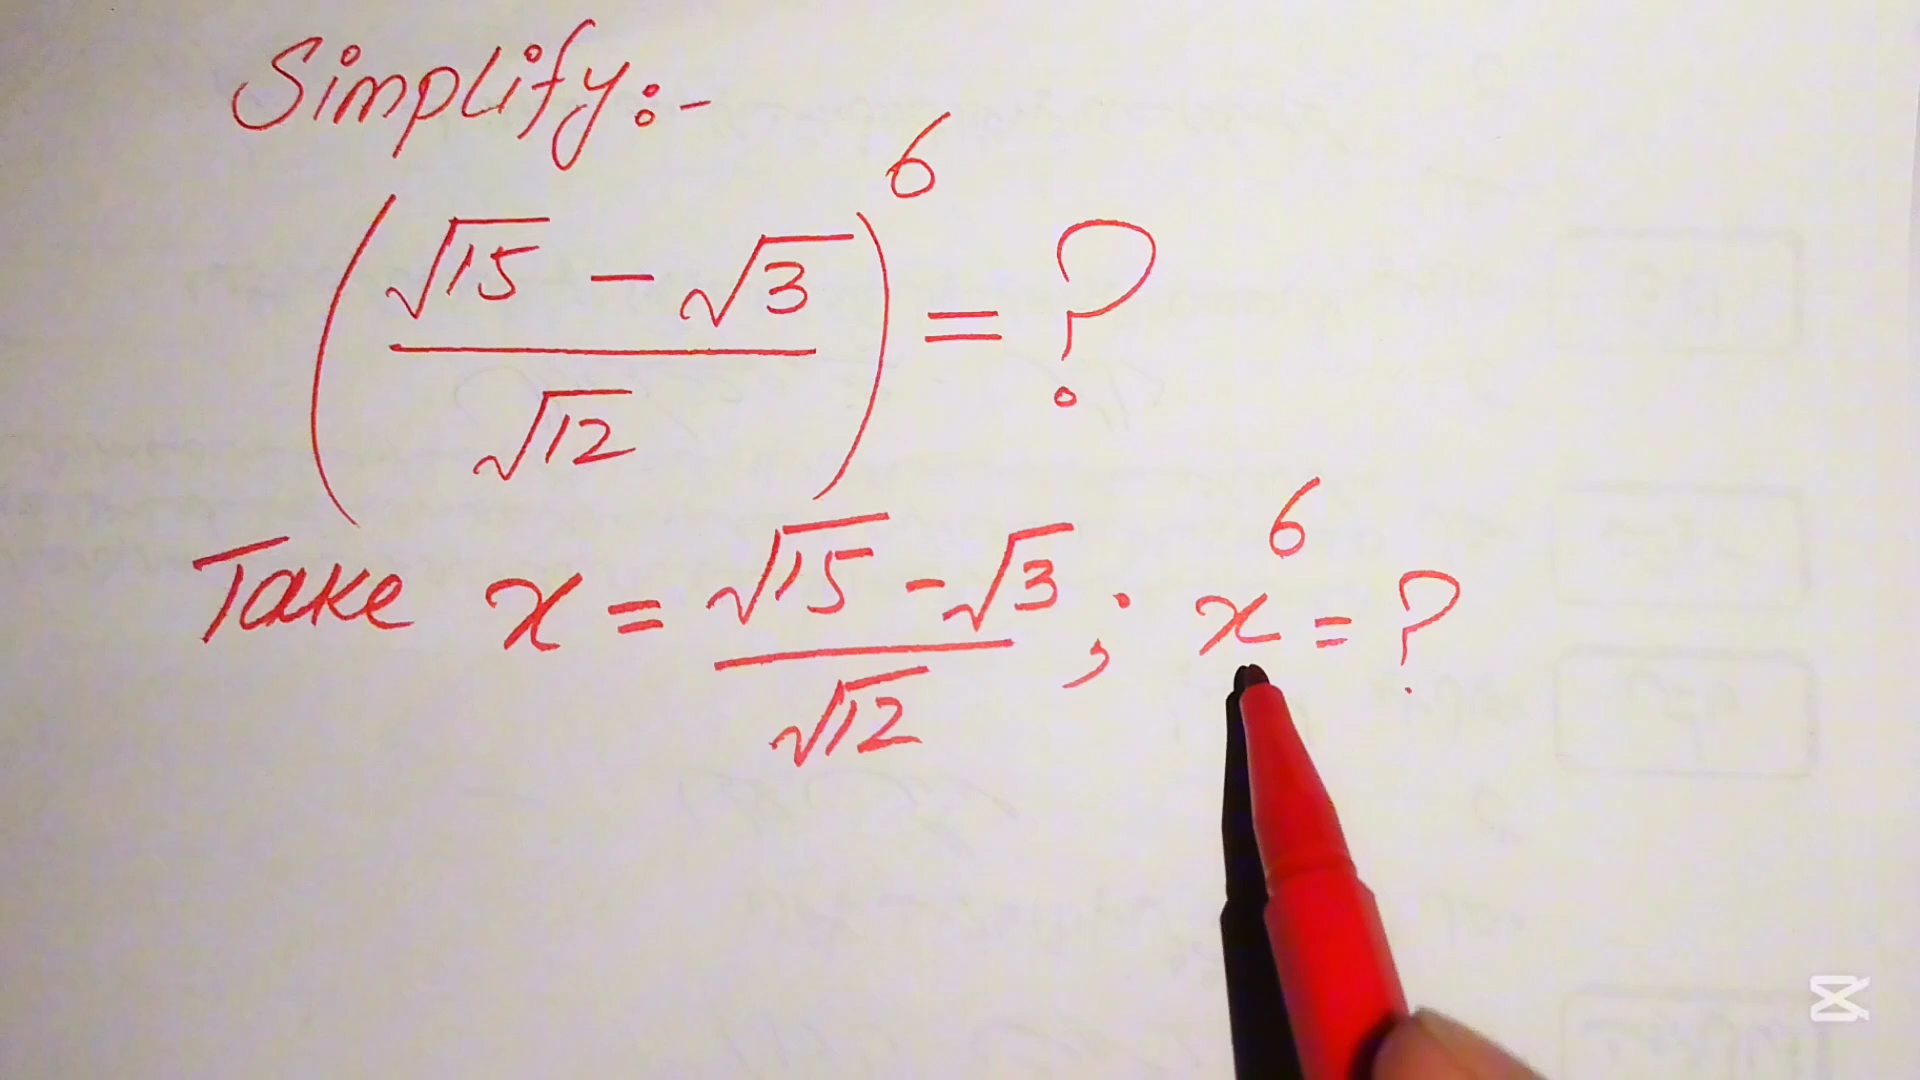 Simplify:-
(√15 - √3 / √12)^6 = ?
Take x = √15 - √3 / √12 ; x^6 = ?